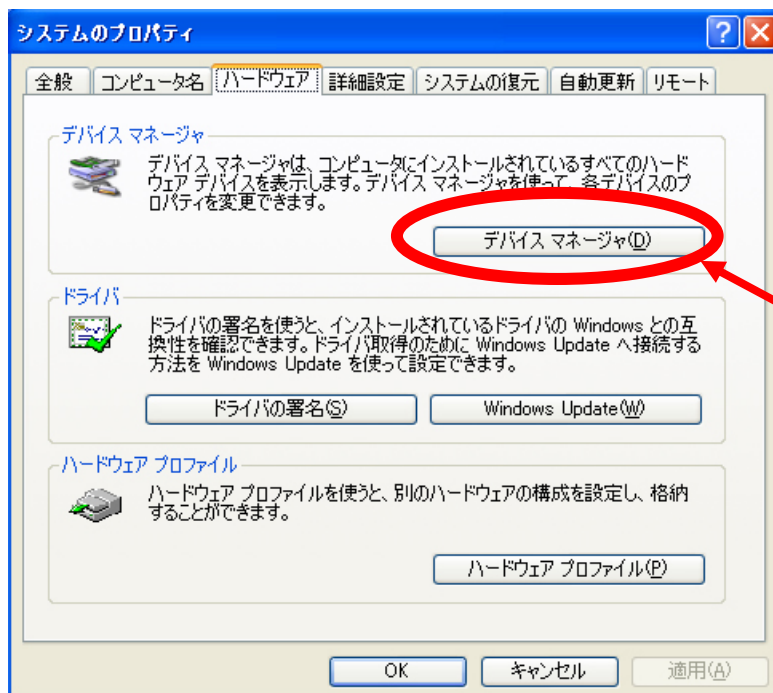 システムのプロパティ
全般 コンピュータ名 ハードウェア 詳細設定 システムの復元 自動更新 リモート
デバイス マネージャ
デバイス マネージャは、コンピュータにインストールされているすべてのハード
ウェア デバイスを表示します。デバイス マネージャを使って、各デバイスのプ
ロパティを変更できます。
デバイス マネージャ(D)
ドライバ
ドライバの署名を使うと、インストールされているドライバの Windows との互
換性を確認できます。ドライバ取得のために Windows Update へ接続する
方法を Windows Update を使って設定できます。
ドライバの署名(S) Windows Update(W)
ハードウェア プロファイル
ハードウェア プロファイルを使うと、別のハードウェアの構成を設定し、格納
することができます。
ハードウェア プロファイル(P)
OK キャンセル 適用(A)